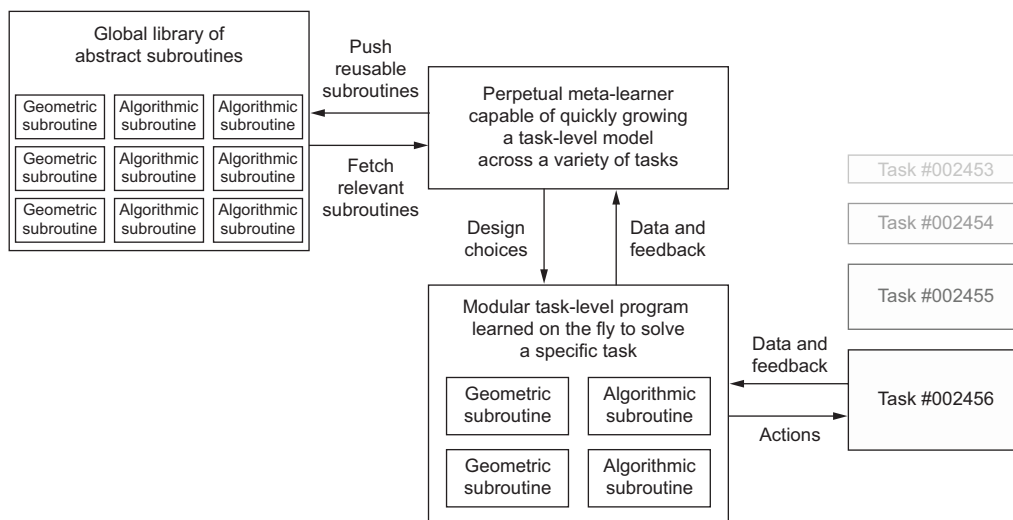 Global library of
abstract subroutines
Geometric
subroutine
Algorithmic
subroutine
Algorithmic
subroutine
Geometric
subroutine
Algorithmic
subroutine
Algorithmic
subroutine
Geometric
subroutine
Algorithmic
subroutine
Algorithmic
subroutine
Push
reusable
subroutines
Fetch
relevant
subroutines
Perpetual meta-learner
capable of quickly growing
a task-level model
across a variety of tasks
Design
choices
Data and
feedback
Modular task-level program
learned on the fly to solve
a specific task
Geometric
subroutine
Algorithmic
subroutine
Geometric
subroutine
Algorithmic
subroutine
Data and
feedback
Actions
Task #002453
Task #002454
Task #002455
Task #002456